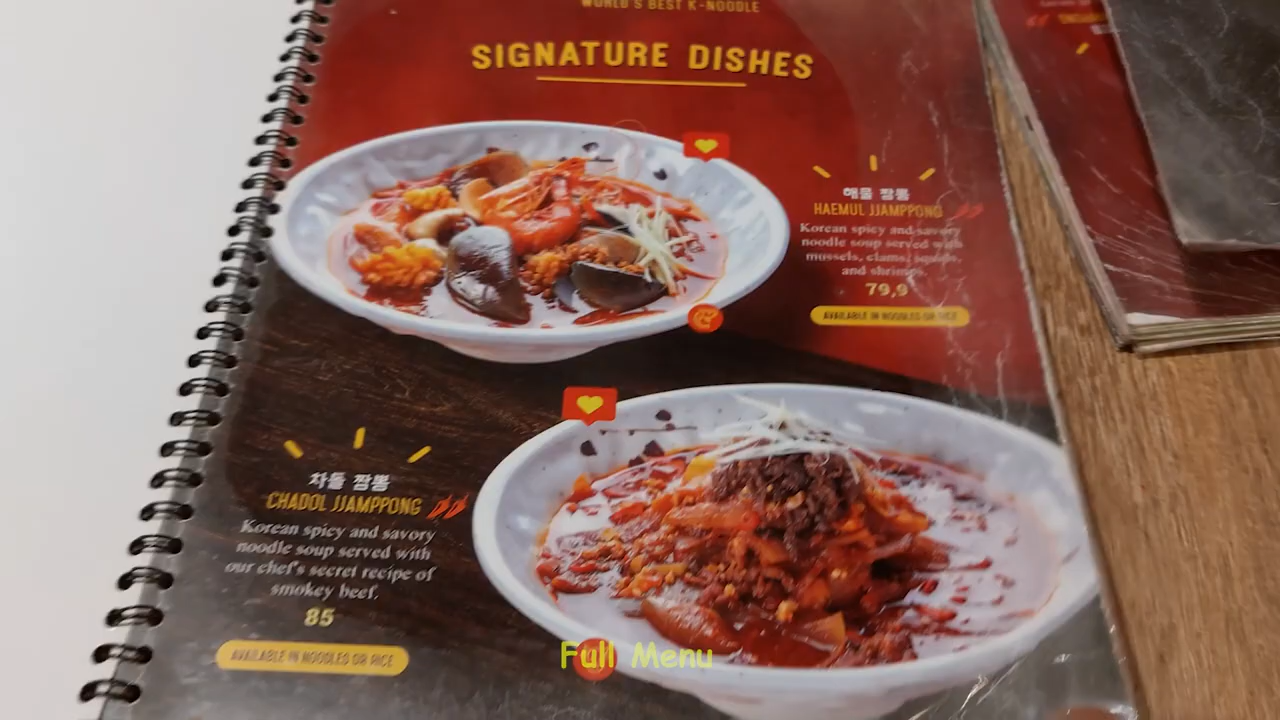 WORLD'S BEST K-NOODLE
SIGNATURE DISHES
해물 짬뽕
HAEMUL JJAMPPONG
Korean spicy and savory
noodle soup served with
mussels, clams, squids,
and shrimps.
79,9
AVAILABLE IN NOODLES OR RICE
차돌 짬뽕
CHADOL JJAMPPONG
Korean spicy and savory
noodle soup served with
our chef's secret recipe of
smokey beef.
85
AVAILABLE IN NOODLES OR RICE
Full Menu